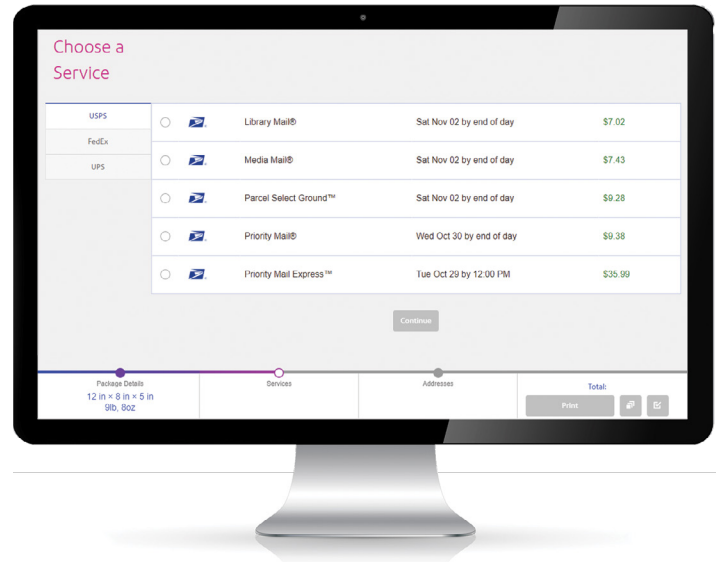 Choose a
Service
USPS
FedEx
UPS
Library Mail® Sat Nov 02 by end of day $7.02
Media Mail® Sat Nov 02 by end of day $7.43
Parcel Select Ground™ Sat Nov 02 by end of day $9.28
Priority Mail® Wed Oct 30 by end of day $9.38
Priority Mail Express™ Tue Oct 29 by 12:00 PM $35.99
Continue
Package Details
12 in × 8 in × 5 in
9lb, 8oz
Services
Addresses
Total:
Print